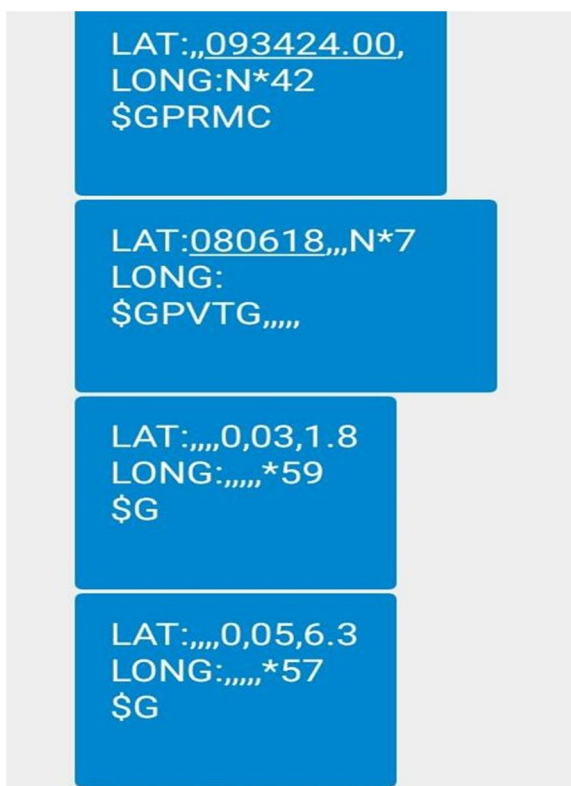 LAT:,,093424.00,
LONG:N*42
$GPRMC
LAT:080618,,,N*7
LONG:
$GPVTG,,,,,
LAT:,,,,0,03,1.8
LONG:,,,,,*59
$G
LAT:,,,,0,05,6.3
LONG:,,,,,*57
$G